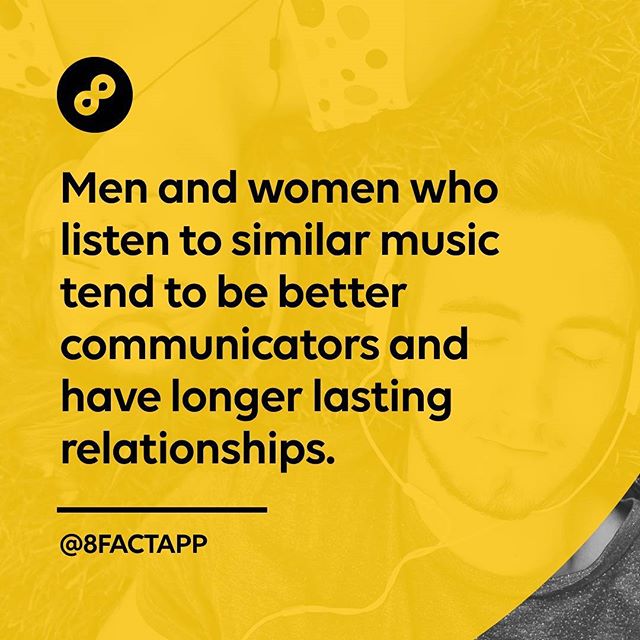 Men and women who
listen to similar music
tend to be better
communicators and
have longer lasting
relationships.
@8FACTAPP